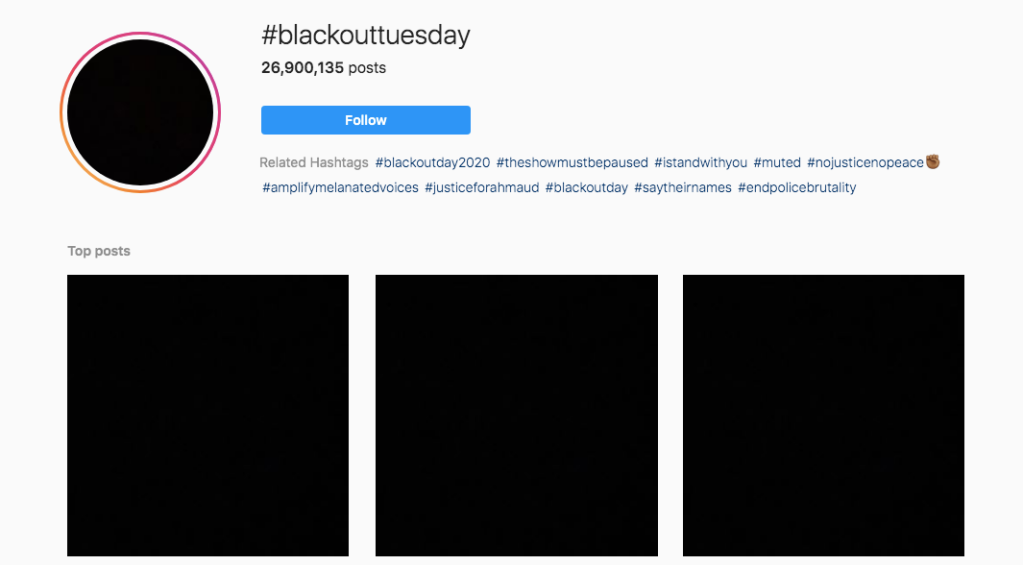 #blackouttuesday
26,900,135 posts
Follow
Related Hashtags #blackoutday2020 #theshowmustbepaused #istandwithyou #muted #nojusticenopeace✊🏾
#amplifymelanatedvoices #justiceforahmaud #blackoutday #saytheirnames #endpolicebrutality
Top posts